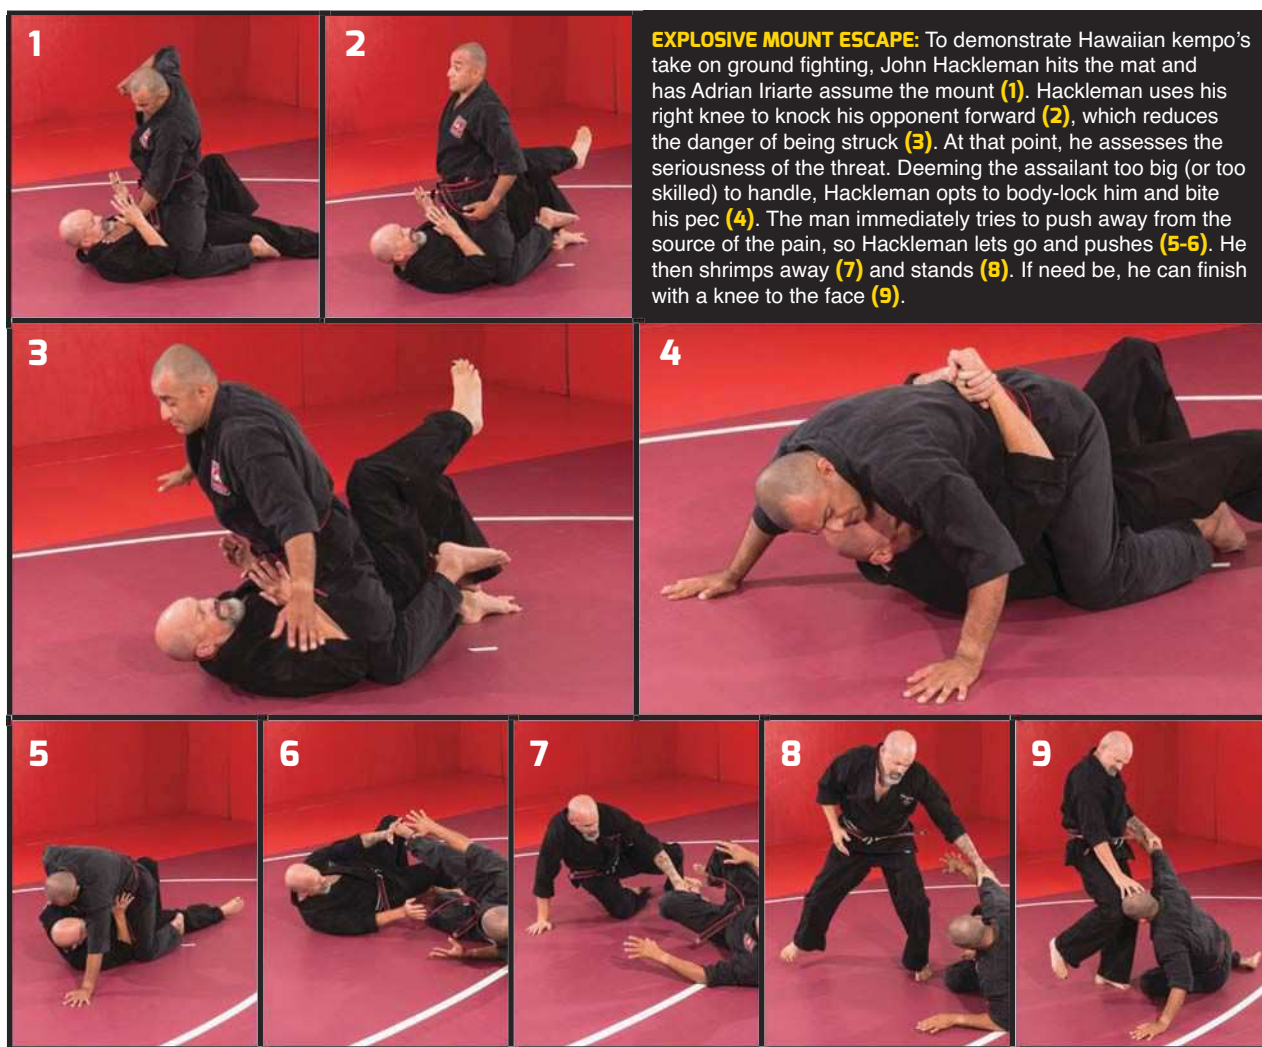 1
2
EXPLOSIVE MOUNT ESCAPE: To demonstrate Hawaiian kempo’s
take on ground fighting, John Hackleman hits the mat and
has Adrian Iriarte assume the mount (1). Hackleman uses his
right knee to knock his opponent forward (2), which reduces
the danger of being struck (3). At that point, he assesses the
seriousness of the threat. Deeming the assailant too big (or too
skilled) to handle, Hackleman opts to body-lock him and bite
his pec (4). The man immediately tries to push away from the
source of the pain, so Hackleman lets go and pushes (5-6). He
then shrimps away (7) and stands (8). If need be, he can finish
with a knee to the face (9).
3
4
5
6
7
8
9